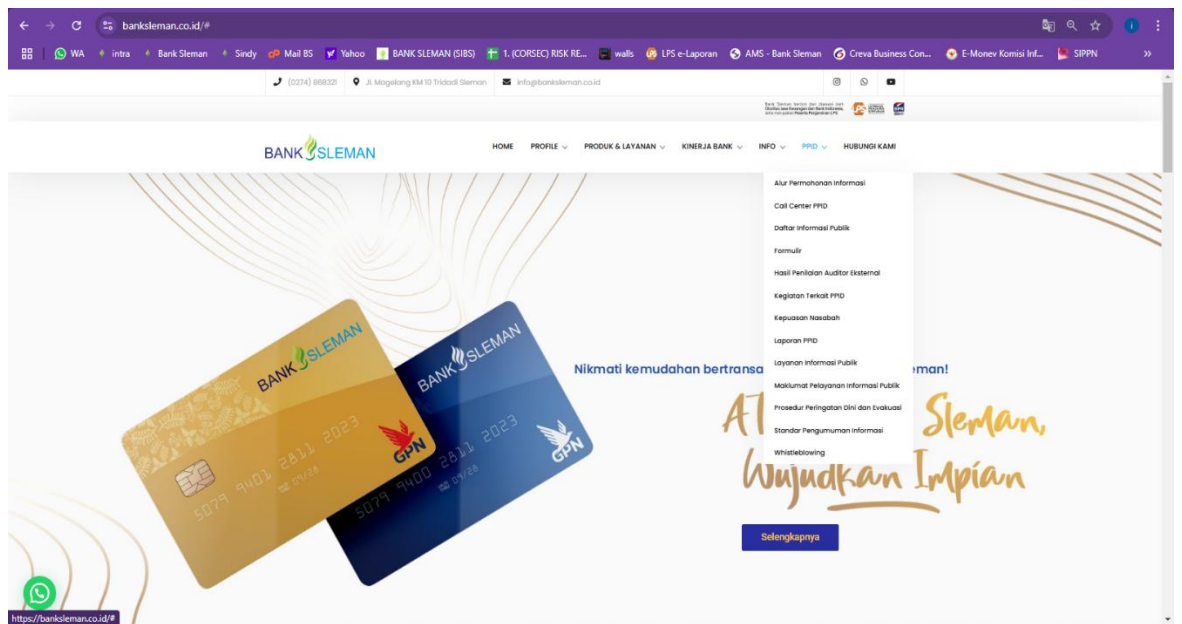 banksleman.co.id/#
WA intra Bank Sleman Sindy Mail BS Yahoo BANK SLEMAN (SIBS) 1. (CORSEC) RISK RE... walls LPS e-Laporan AMS - Bank Sleman Creva Business Con... E-Monev Komisi Inf... SIPPN »
(0274) 868321 Jl. Magelang KM 10 Tridadi Sleman info@banksleman.co.id
BANK SLEMAN
HOME PROFILE PRODUK & LAYANAN KINERJA BANK INFO PPID HUBUNGI KAMI
Alur Permohonan Informasi
Call Center PPID
Daftar Informasi Publik
Formulir
Hasil Penilaian Auditor Eksternal
Kegiatan Terkait PPID
Kepuasan Nasabah
Laporan PPID
Layanan Informasi Publik
Maklumat Pelayanan Informasi Publik
Prosedur Peringatan Dini dan Evakuasi
Standar Pengumuman Informasi
Whistleblowing
BANK SLEMAN
5079 9401 2811 2023
09/28
GPN
BANK SLEMAN
5079 9400 2811 2023
09/28
GPN
Nikmati kemudahan bertransa eman!
AT Sleman,
Wujudkan Impian
Selengkapnya
https://banksleman.co.id/#